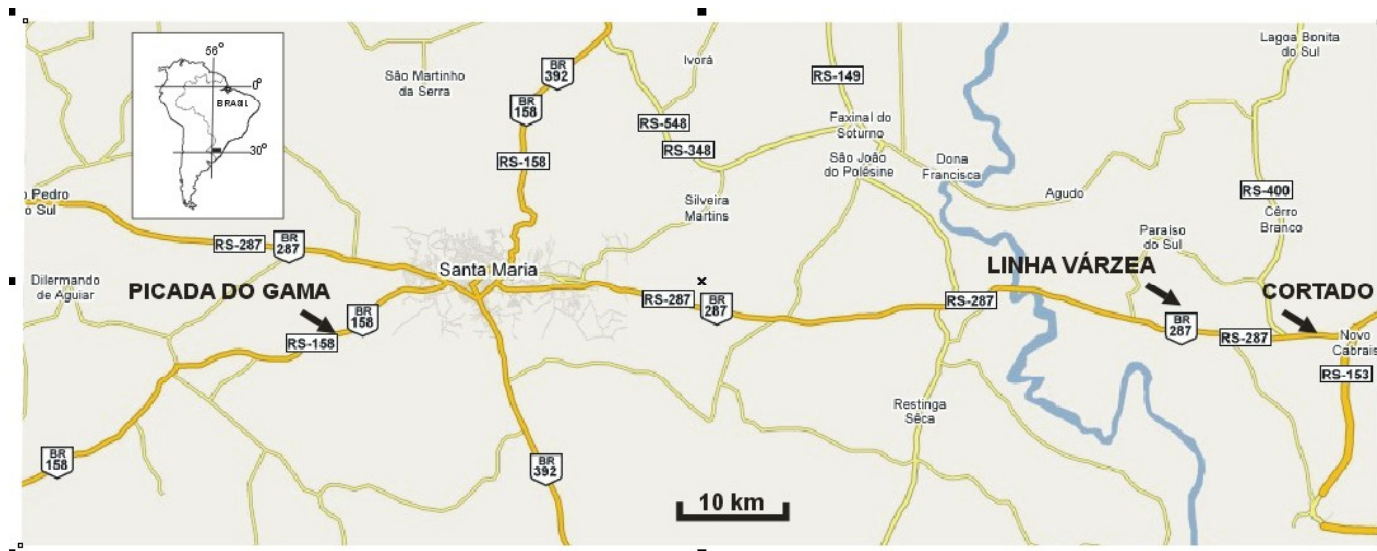 56°
0°
BRASIL
30°
São Martinho
da Serra
BR
392
BR
158
RS-158
Ivorá
RS-548
RS-348
RS-149
Faxinal do
Soturno
São João
do Polésine
Dona
Francisca
Agudo
Lagoa Bonita
do Sul
RS-400
Cêrro
Branco
Paraíso
do Sul
Silveira
Martins
Pedro
o Sul
RS-287
BR
287
Santa Maria
Dilermando
de Aguiar
PICADA DO GAMA
BR
158
RS-158
RS-287
BR
287
RS-287
LINHA VÁRZEA
BR
287
RS-287
CORTADO
Novo
Cabrais
RS-153
Restinga
Sêca
BR
158
BR
392
10 km